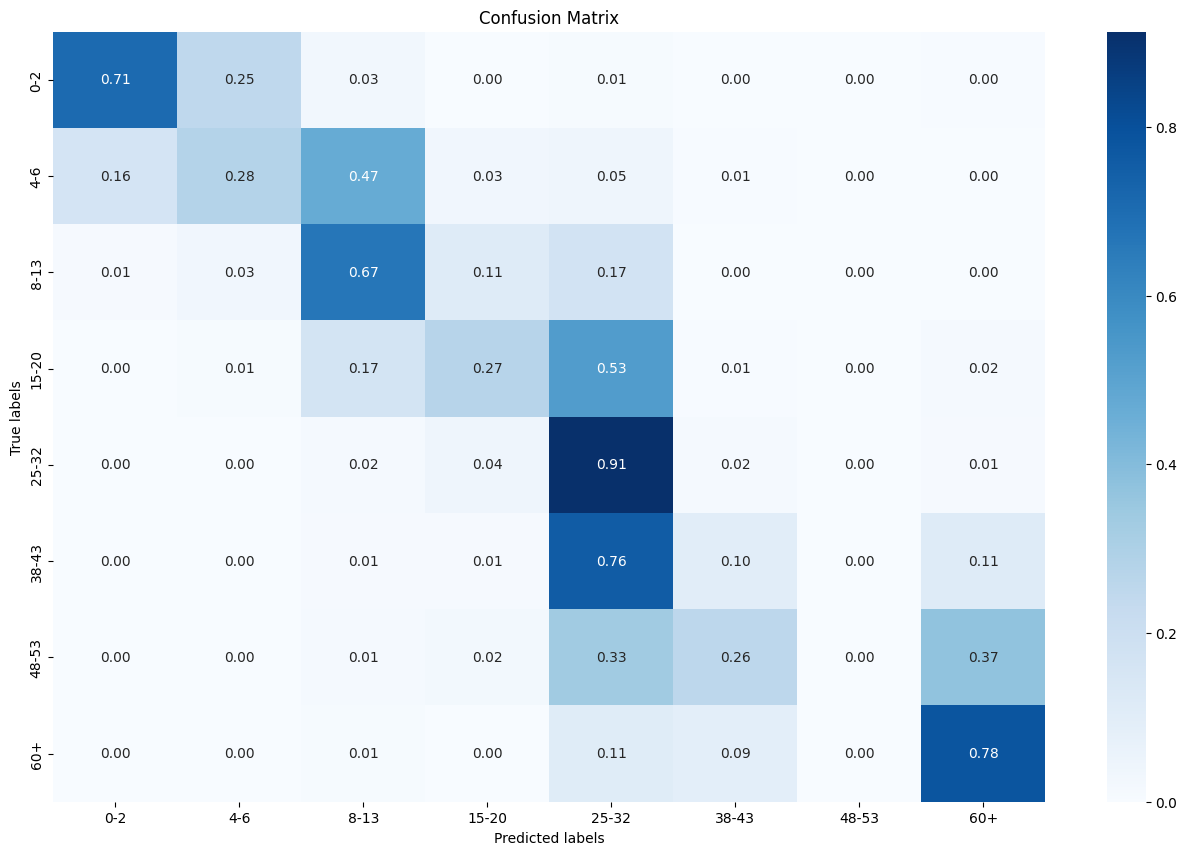 Confusion Matrix
0-2 0.71 0.25 0.03 0.00 0.01 0.00 0.00 0.00
4-6 0.16 0.28 0.47 0.03 0.05 0.01 0.00 0.00
8-13 0.01 0.03 0.67 0.11 0.17 0.00 0.00 0.00
15-20 0.00 0.01 0.17 0.27 0.53 0.01 0.00 0.02
25-32 0.00 0.00 0.02 0.04 0.91 0.02 0.00 0.01
38-43 0.00 0.00 0.01 0.01 0.76 0.10 0.00 0.11
48-53 0.00 0.00 0.01 0.02 0.33 0.26 0.00 0.37
60+ 0.00 0.00 0.01 0.00 0.11 0.09 0.00 0.78
True labels
0-2 4-6 8-13 15-20 25-32 38-43 48-53 60+
Predicted labels
0.8
0.6
0.4
0.2
0.0